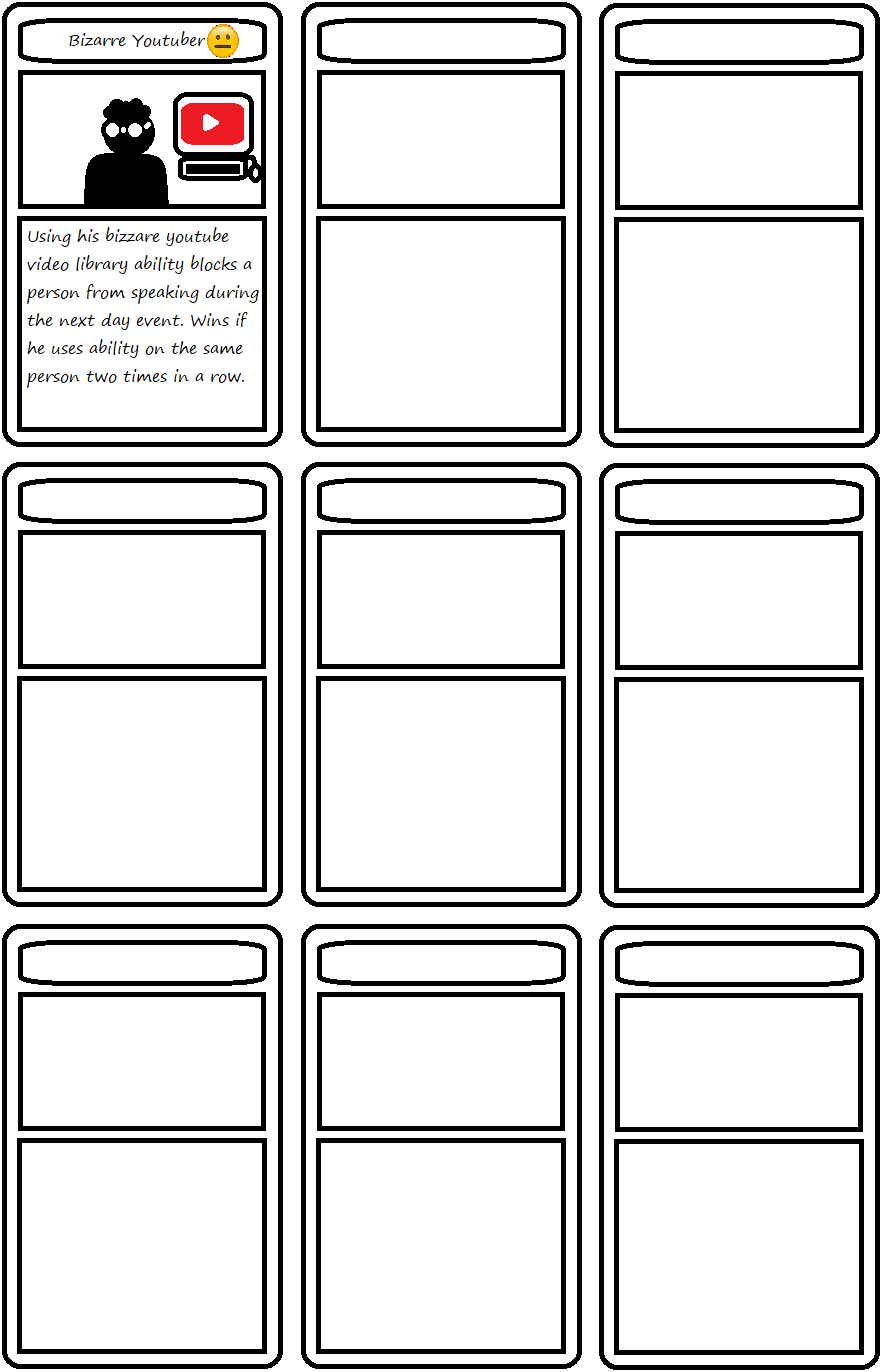 Bizarre Youtuber😐
Using his bizzare youtube
video library ability blocks a
person from speaking during
the next day event. Wins if
he uses ability on the same
person two times in a row.